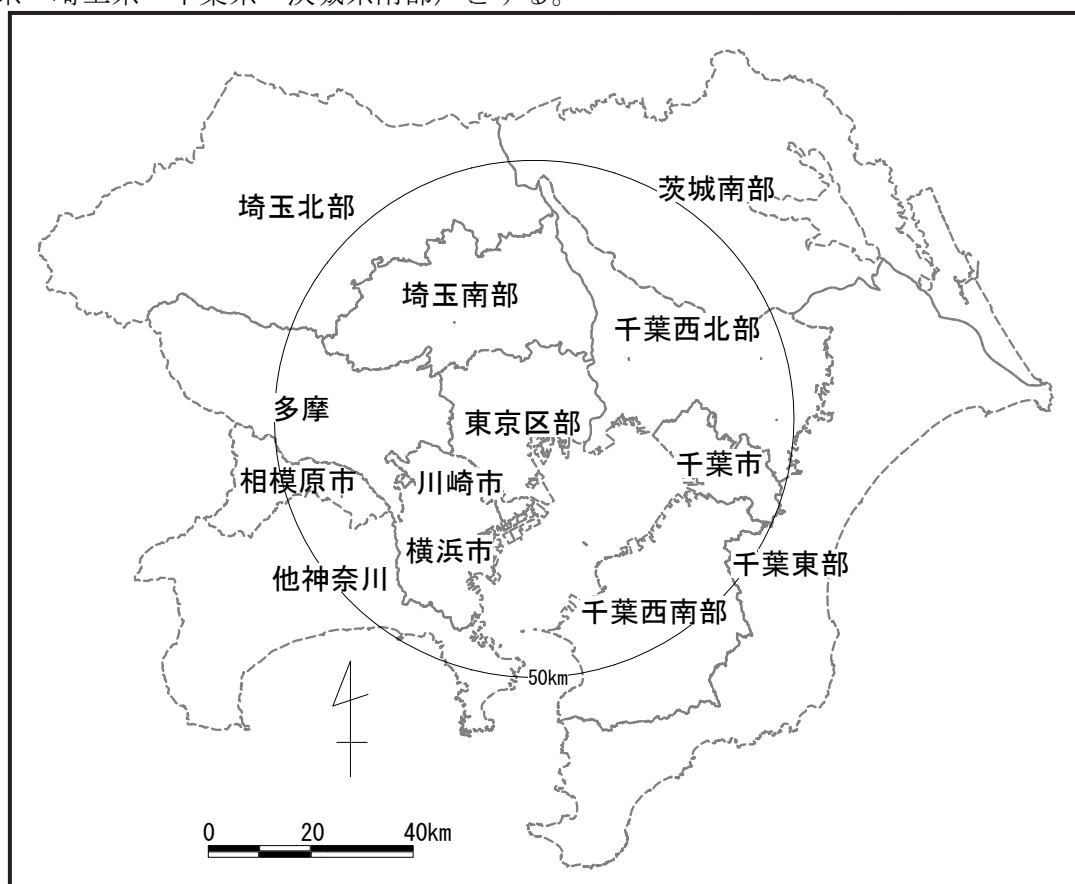 茨城南部
埼玉北部
埼玉南部
千葉西北部
多摩
東京区部
千葉市
相模原市
川崎市
横浜市
千葉東部
他神奈川
千葉西南部
50km
0 20 40km